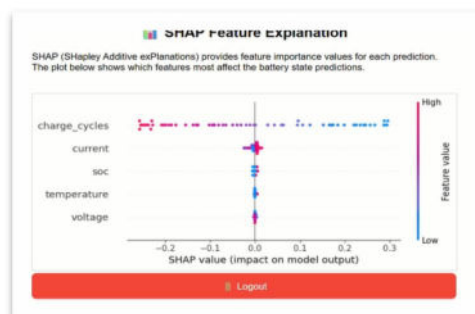 SHAP Feature Explanation
SHAP (SHapley Additive exPlanations) provides feature importance values for each prediction.
The plot below shows which features most affect the battery state predictions.
High
charge_cycles
current
soc
temperature
voltage
Feature value
Low
−0.2 −0.1 0.0 0.1 0.2 0.3
SHAP value (impact on model output)
Logout